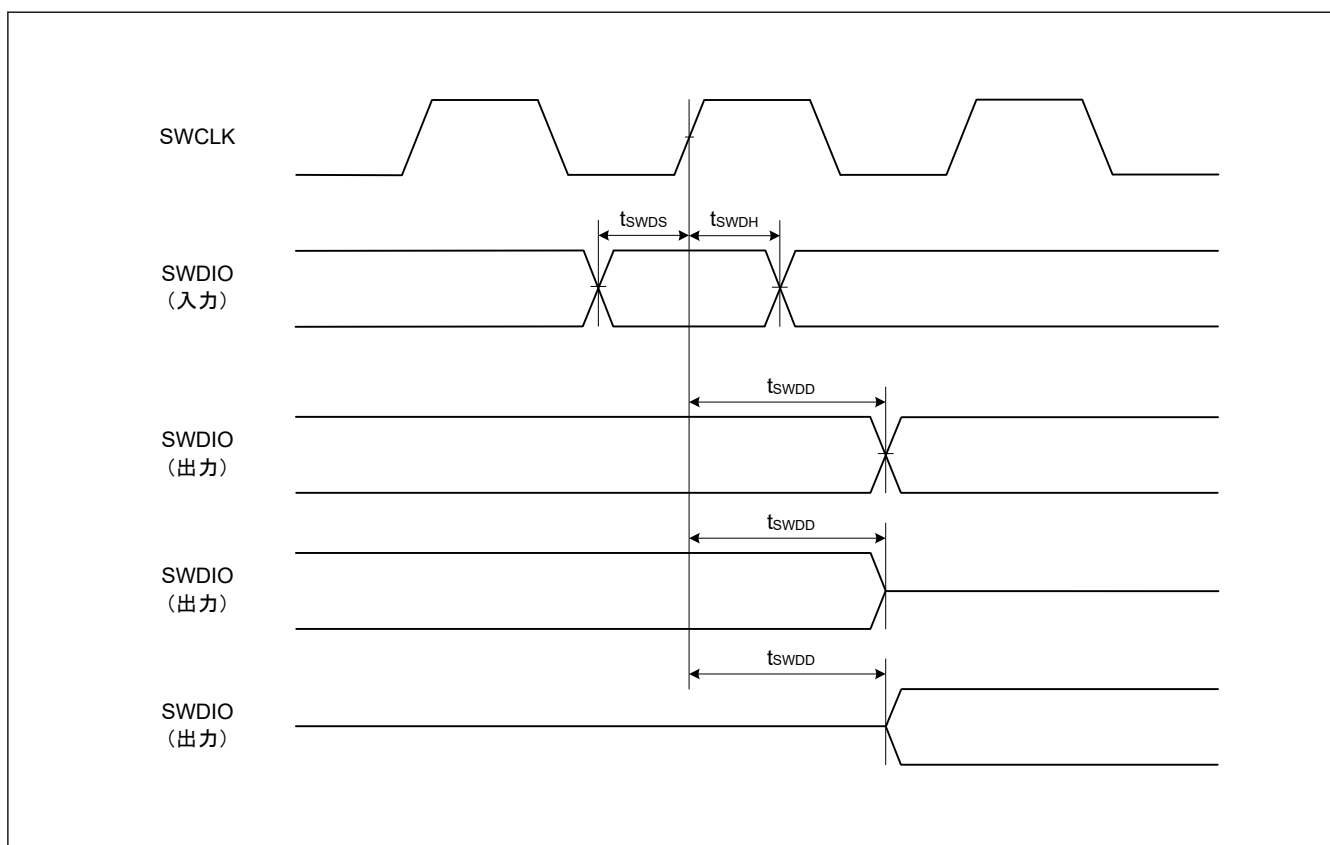 SWCLK
tSWDS
tSWDH
SWDIO
（入力）
tSWDD
SWDIO
（出力）
tSWDD
SWDIO
（出力）
tSWDD
SWDIO
（出力）